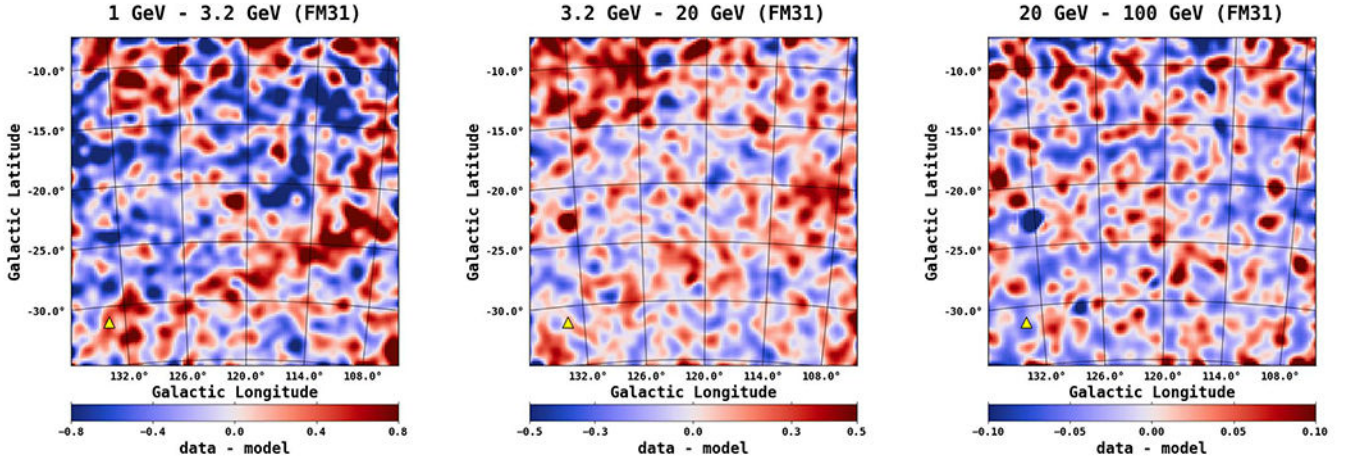 1 GeV - 3.2 GeV (FM31)
-10.0°
-15.0°
-20.0°
-25.0°
-30.0°
Galactic Latitude
132.0° 126.0° 120.0° 114.0° 108.0°
Galactic Longitude
−0.8 −0.4 0.0 0.4 0.8
data - model
3.2 GeV - 20 GeV (FM31)
-10.0°
-15.0°
-20.0°
-25.0°
-30.0°
Galactic Latitude
132.0° 126.0° 120.0° 114.0° 108.0°
Galactic Longitude
−0.5 −0.3 0.0 0.3 0.5
data - model
20 GeV - 100 GeV (FM31)
-10.0°
-15.0°
-20.0°
-25.0°
-30.0°
Galactic Latitude
132.0° 126.0° 120.0° 114.0° 108.0°
Galactic Longitude
−0.10 −0.05 0.00 0.05 0.10
data - model